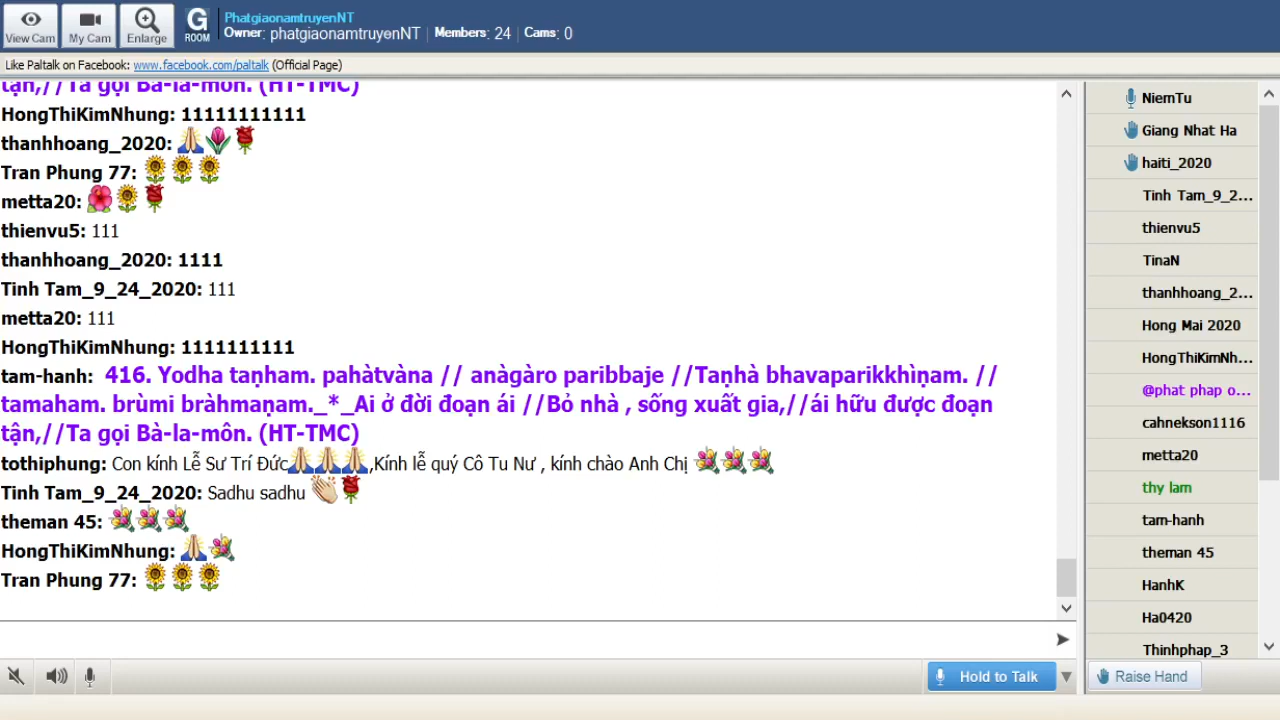 PhatgiaonamtruyenNT
Owner: phatgiaonamtruyenNT | Members: 24 | Cams: 0
View Cam
My Cam
Enlarge
G ROOM
Like Paltalk on Facebook: www.facebook.com/paltalk (Official Page)
tận,//Ta gọi Bà-la-môn. (HT-TMC)
HongThiKimNhung: 11111111111
thanhhoang_2020:
Tran Phung 77:
metta20:
thienvu5: 111
thanhhoang_2020: 1111
Tinh Tam_9_24_2020: 111
metta20: 111
HongThiKimNhung: 1111111111
tam-hanh: 416. Yodha taṇham. pahàtvàna // anàgàro paribbaje //Taṇhà bhavaparikkhìṇam. //
tamaham. brùmi bràhmaṇam._*_Ai ở đời đoạn ái //Bỏ nhà , sống xuất gia,//ái hữu được đoạn
tận,//Ta gọi Bà-la-môn. (HT-TMC)
tothiphung: Con kính Lễ Sư Trí Đức,Kính lễ quý Cô Tu Nư , kính chào Anh Chị
Tinh Tam_9_24_2020: Sadhu sadhu
theman 45:
HongThiKimNhung:
Tran Phung 77:
NiemTu
Giang Nhat Ha
haiti_2020
Tinh Tam_9_2...
thienvu5
TinaN
thanhhoang_2...
Hong Mai 2020
HongThiKimNh...
@phat phap o...
cahnekson1116
metta20
thy lam
tam-hanh
theman 45
HanhK
Ha0420
Thinhphap_3
Hold to Talk
Raise Hand